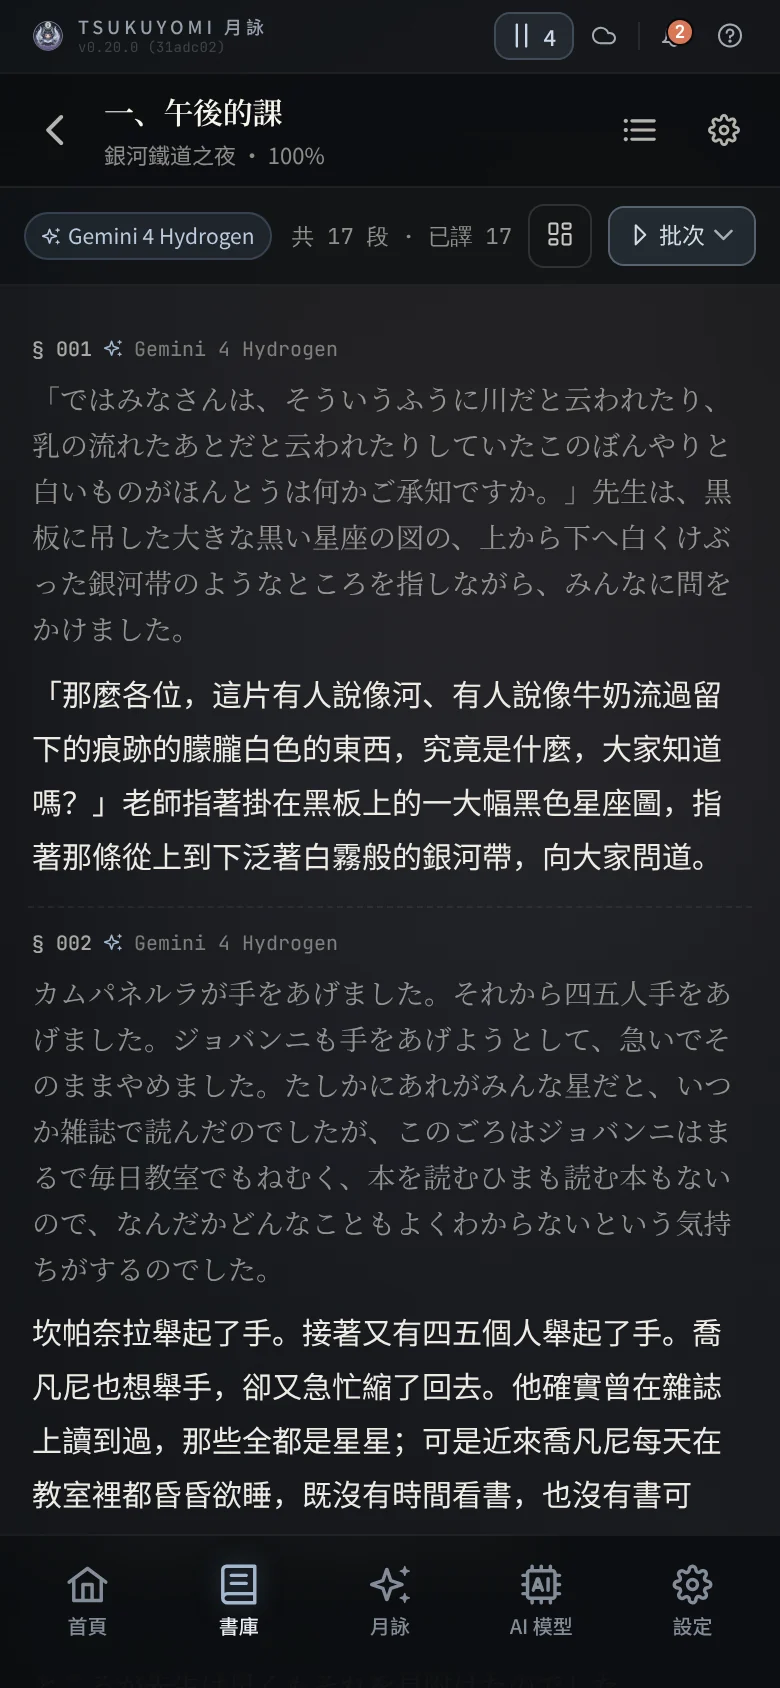 TSUKUYOMI 月詠
v0.20.0 (31adc02)
4
2
一、午後的課
銀河鐵道之夜 • 100%
Gemini 4 Hydrogen
共 17 段 · 已譯 17
批次
§ 001 Gemini 4 Hydrogen
「ではみなさんは、そういうふうに川だと云われたり、
乳の流れたあとだと云われたりしていたこのぼんやりと
白いものがほんとうは何かご承知ですか。」先生は、黒
板に吊した大きな黒い星座の図の、上から下へ白くけぶ
った銀河帯のようなところを指しながら、みんなに問を
かけました。
「那麼各位，這片有人說像河、有人說像牛奶流過留
下的痕跡的朦朧白色的東西，究竟是什麼，大家知道
嗎？」老師指著掛在黑板上的一大幅黑色星座圖，指
著那條從上到下泛著白霧般的銀河帶，向大家問道。
§ 002 Gemini 4 Hydrogen
カムパネルラが手をあげました。それから四五人手をあ
げました。ジョバンニも手をあげようとして、急いでそ
のままやめました。たしかにあれがみんな星だと、いつ
か雑誌で読んだのでしたが、このごろはジョバンニはま
るで毎日教室でもねむく、本を読むひまも読む本もない
ので、なんだかどんなこともよくわからないという気持
ちがするのでした。
坎帕奈拉舉起了手。接著又有四五個人舉起了手。喬
凡尼也想舉手，卻又急忙縮了回去。他確實曾在雜誌
上讀到過，那些全都是星星；可是近來喬凡尼每天在
教室裡都昏昏欲睡，既沒有時間看書，也沒有書可
首頁
書庫
月詠
AI 模型
設定